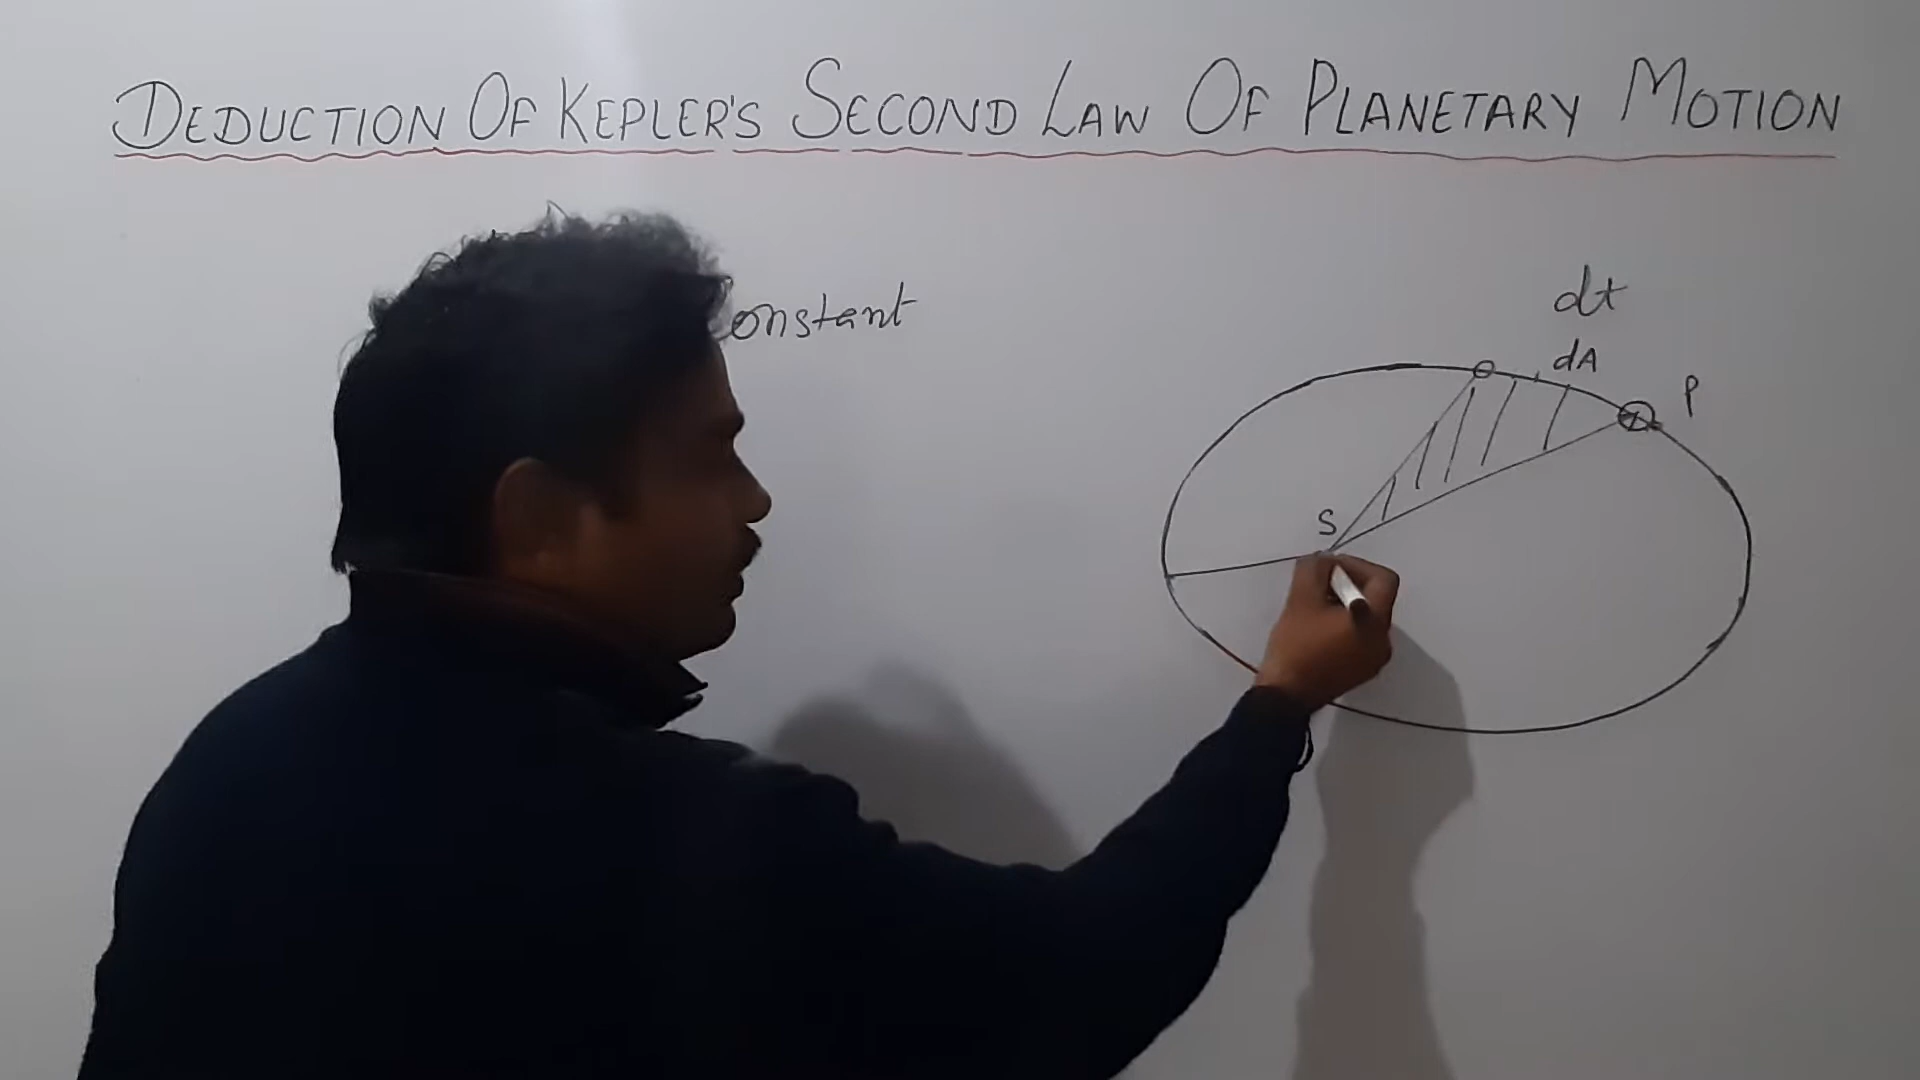 DEDUCTION OF KEPLER'S SECOND LAW OF PLANETARY MOTION
onstant
dt
dA
P
S